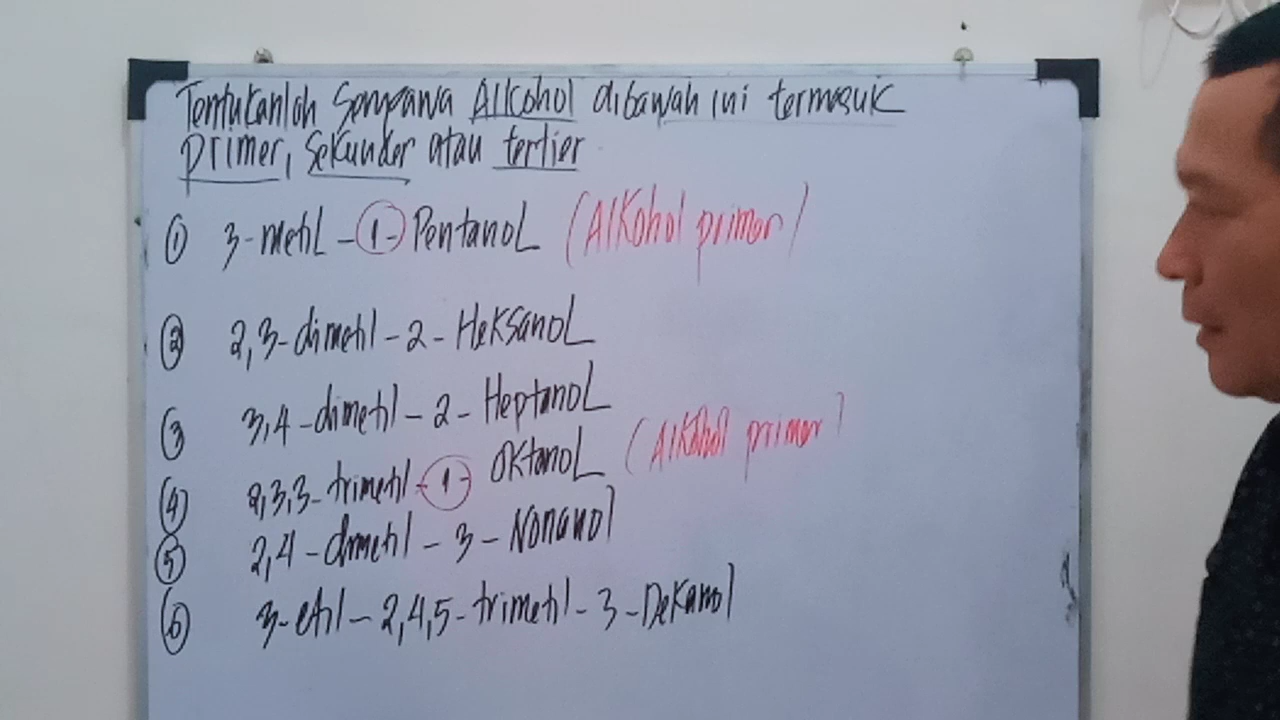 Tentukanlah Senyawa Alkohol dibawah ini termasuk
primer, Sekunder atau tertier
① 3-metil-1-Pentanol (Alkohol primer)
② 2,3-dimetil-2-Heksanol
③ 3,4-dimetil-2-Heptanol
④ 2,3,3-trimetil-1-Oktanol (Alkohol primer)
⑤ 2,4-dimetil-3-Nonanol
⑥ 3-etil-2,4,5-trimetil-3-Dekanol